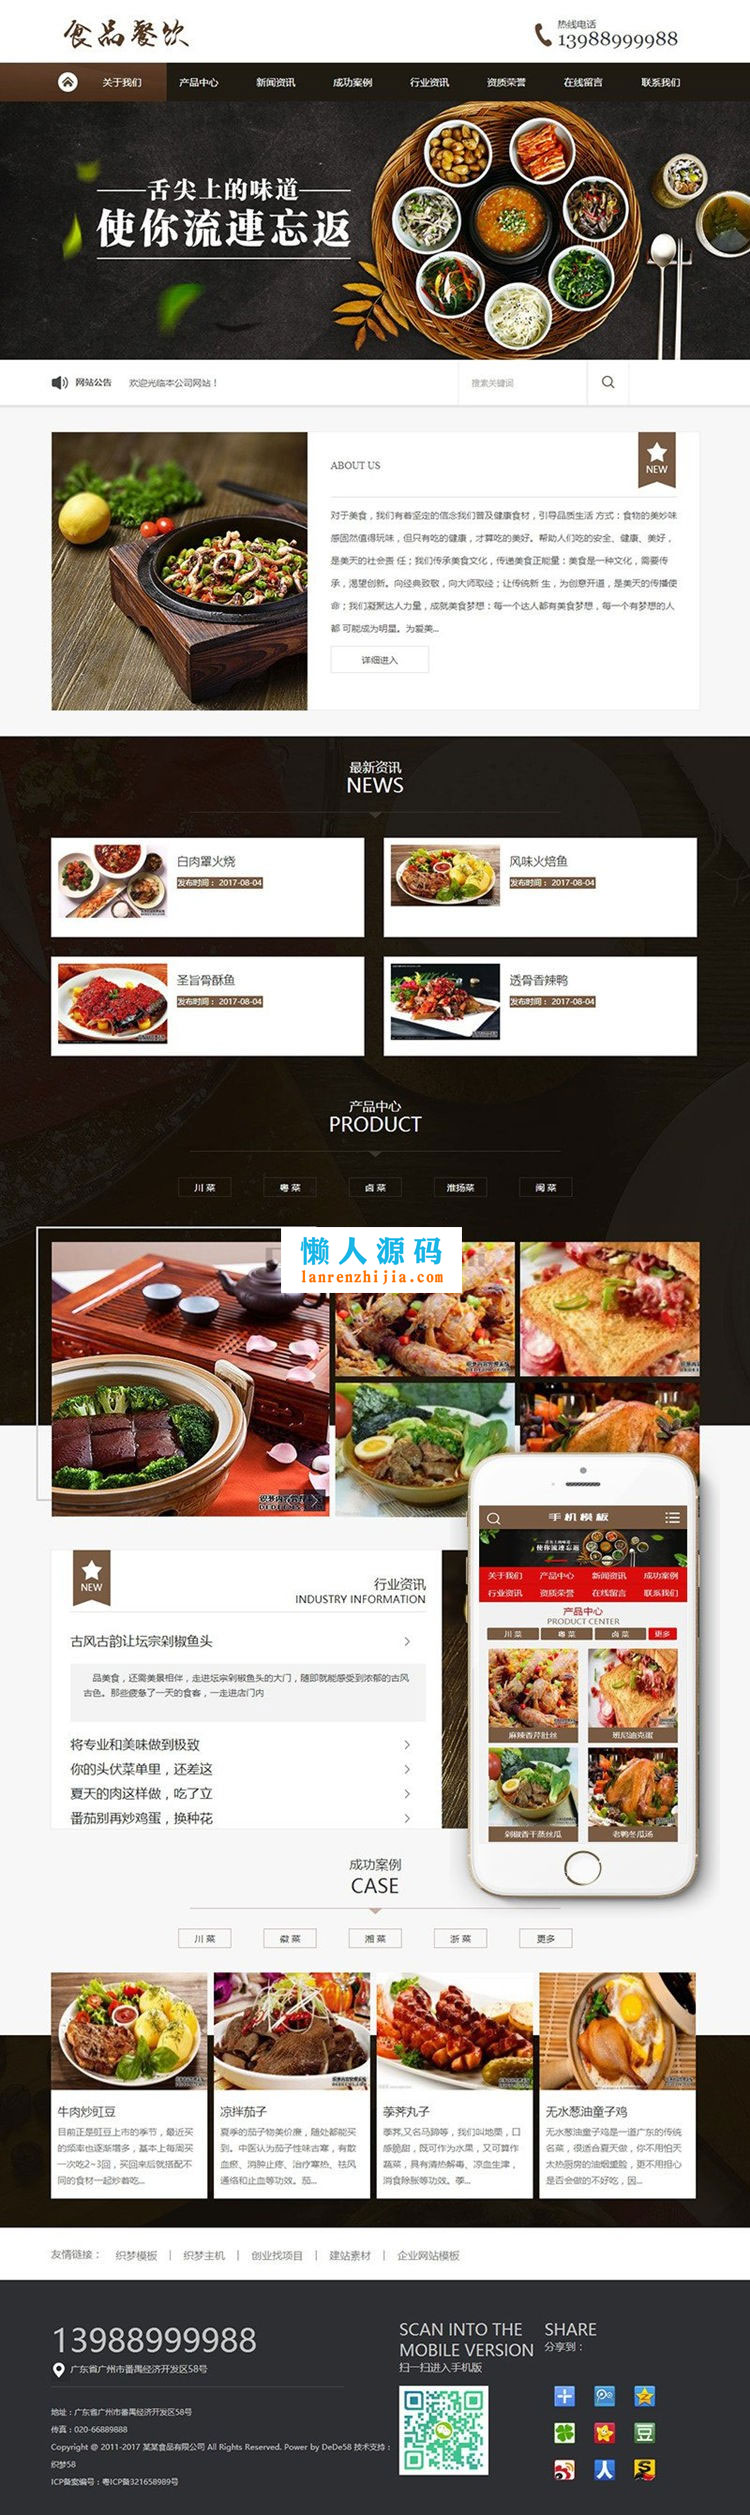 食品餐饮
热线电话
13988999988
关于我们 产品中心 新闻资讯 成功案例 行业资讯 资质荣誉 在线留言 联系我们
舌尖上的味道
使你流連忘返
网站公告 欢迎光临本公司网站！ 搜索关键词
ABOUT US
NEW
对于美食，我们有着坚定的信念我们普及健康食材，引导品质生活 方式：食物的美妙味
感固然值得玩味，但只有吃的健康，才算吃的美好。帮助人们吃的安全、健康、美好，
是美天的社会责 任；我们传承美食文化，传递美食正能量：美食是一种文化，需要传
承，渴望创新。向经典致敬，向大师取经；让传统新 生，为创意开道，是美天的传播使
命；我们凝聚达人力量，成就美食梦想：每一个达人都有美食梦想，每一个有梦想的人
都 可能成为明星。为爱美...
详细进入
最新资讯
NEWS
白肉罩火烧
发布时间： 2017-08-04
风味火焙鱼
发布时间： 2017-08-04
圣旨骨酥鱼
发布时间： 2017-08-04
透骨香辣鸭
发布时间： 2017-08-04
产品中心
PRODUCT
川 菜 粤 菜 卤 菜 淮扬菜 闽 菜
懒人源码
lanrenzhijia.com
NEW
行业资讯
INDUSTRY INFORMATION
古风古韵让坛宗剁椒鱼头
品美食，还需美景相伴，走进坛宗剁椒鱼头的大门，随即就能感受到浓郁的古风
古色。那些疲惫了一天的食客，一走进店门内
将专业和美味做到极致
你的头伏菜单里，还差这
夏天的肉这样做，吃了立
番茄别再炒鸡蛋，换种花
手机模板
使你流連忘返
关于我们 产品中心 新闻资讯 成功案例
行业资讯 资质荣誉 在线留言 联系我们
产品中心
PRODUCT CENTER
川 菜 粤 菜 卤 菜 更多
麻辣香芹肚丝 班尼迪克蛋
剁椒香干蒸丝瓜 老鸭冬瓜汤
成功案例
CASE
川 菜 徽 菜 湘 菜 浙 菜 更多
牛肉炒豇豆
目前正是豇豆上市的季节，最近买
的频率也逐渐增多，基本上每周买
一次吃2~3回，买回来后就搭配不
同的食材一起炒着吃...
凉拌茄子
夏季的茄子物美价廉，随处都能买
到。中医认为茄子性味古寒，有散
血瘀、消肿止疼、治疗寒热、祛风
通络和止血等功效。茄...
荸荠丸子
荸荠,又名马蹄等，我们叫地栗，口
感脆甜，既可作为水果，又可算作
蔬菜，具有清热解毒、凉血生津，
消食除胀等功效。荸...
无水葱油童子鸡
无水葱油童子鸡是一道广东的传统
名菜，很适合夏天做，你不用怕天
太热厨房的油烟重脸，更不用担心
是否会做的不好吃，因...
友情链接： 织梦模板 | 织梦主机 | 创业找项目 | 建站素材 | 企业网站模板
13988999988
广东省广州市番禺经济开发区58号
地址：广东省广州市番禺经济开发区58号
传真：020-66889888
Copyright @ 2011-2017 某某食品有限公司 All Rights Reserved. Power by DeDe58 技术支持：
织梦58
ICP备案编号：粤ICP备321658989号
SCAN INTO THE
MOBILE VERSION
扫一扫进入手机版
SHARE
分享到：